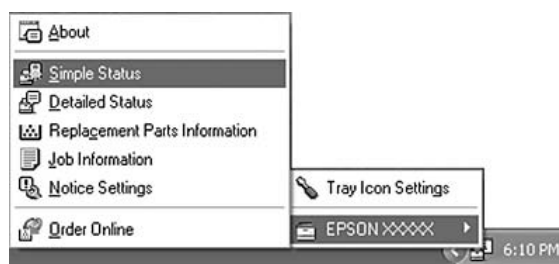 About
Simple Status
Detailed Status
Replacement Parts Information
Job Information
Notice Settings
Order Online
Tray Icon Settings
EPSON XXXXX
6:10 PM